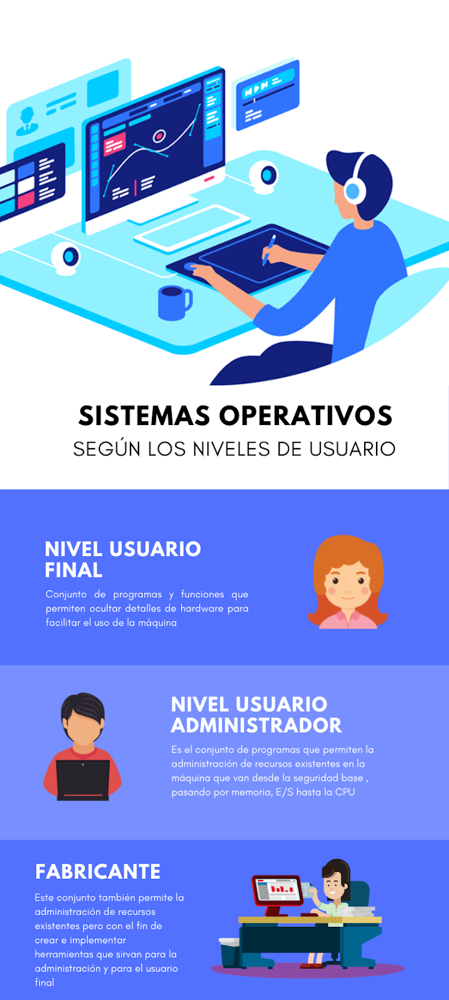 SISTEMAS OPERATIVOS
SEGÚN LOS NIVELES DE USUARIO
NIVEL USUARIO
FINAL
Conjunto de programas y funciones que
permiten ocultar detalles de hardware para
facilitar el uso de la máquina
NIVEL USUARIO
ADMINISTRADOR
Es el conjunto de programas que permiten la
administración de recursos existentes en la
máquina que van desde la seguridad base ,
pasando por memoria, E/S hasta la CPU
FABRICANTE
Este conjunto también permite la
administración de recursos
existentes pero con el fin de
crear e implementar
herramientas que sirvan para la
administración y para el usuario
final